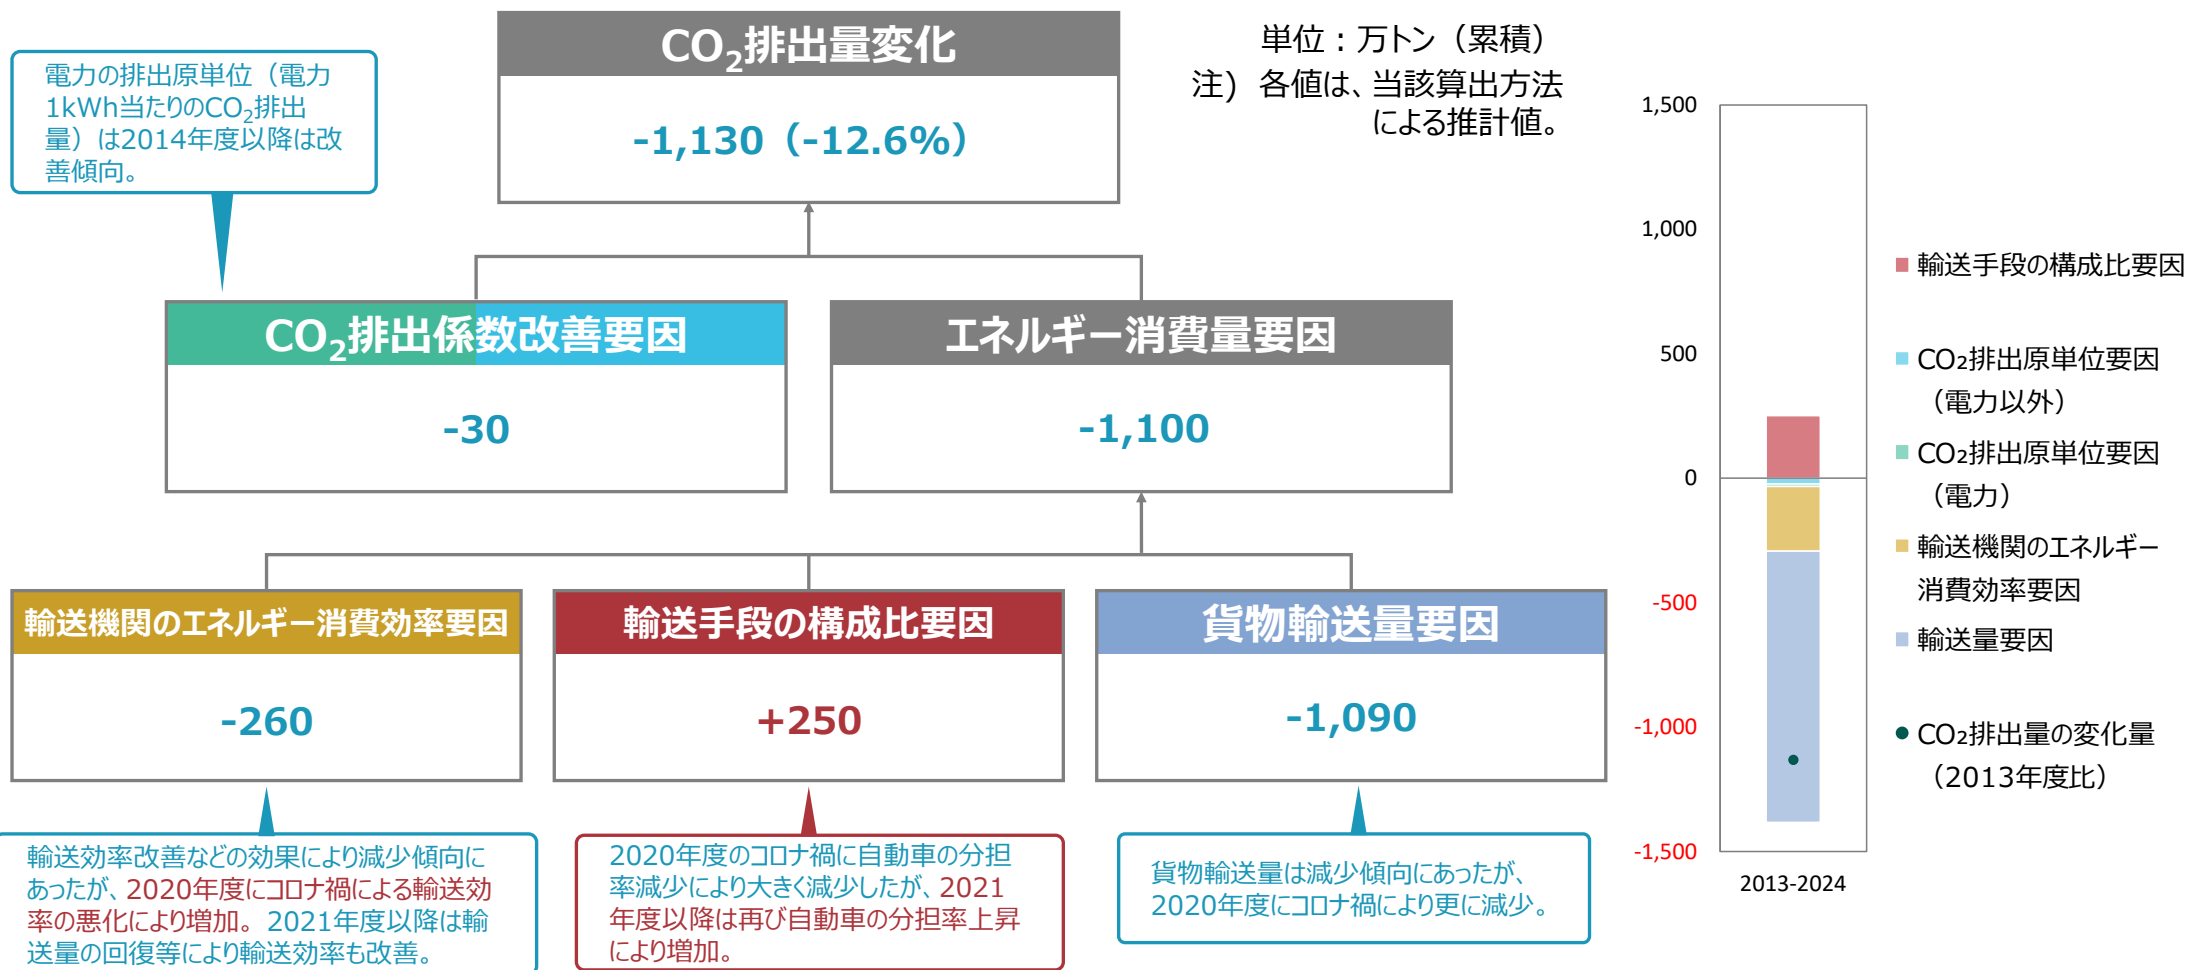 CO₂排出量変化
-1,130（-12.6%）
単位：万トン（累積）
注） 各値は、当該算出方法
による推計値。
電力の排出原単位（電力
1kWh当たりのCO₂排出
量）は2014年度以降は改
善傾向。
CO₂排出係数改善要因
-30
エネルギー消費量要因
-1,100
輸送機関のエネルギー消費効率要因
-260
輸送手段の構成比要因
+250
貨物輸送量要因
-1,090
輸送効率改善などの効果により減少傾向に
あったが、2020年度にコロナ禍による輸送効
率の悪化により増加。2021年度以降は輸
送量の回復等により輸送効率も改善。
2020年度のコロナ禍に自動車の分担
率減少により大きく減少したが、2021
年度以降は再び自動車の分担率上昇
により増加。
貨物輸送量は減少傾向にあったが、
2020年度にコロナ禍により更に減少。
1,500
1,000
500
0
-500
-1,000
-1,500
2013-2024
輸送手段の構成比要因
CO₂排出原単位要因
（電力以外）
CO₂排出原単位要因
（電力）
輸送機関のエネルギー
消費効率要因
輸送量要因
CO₂排出量の変化量
（2013年度比）